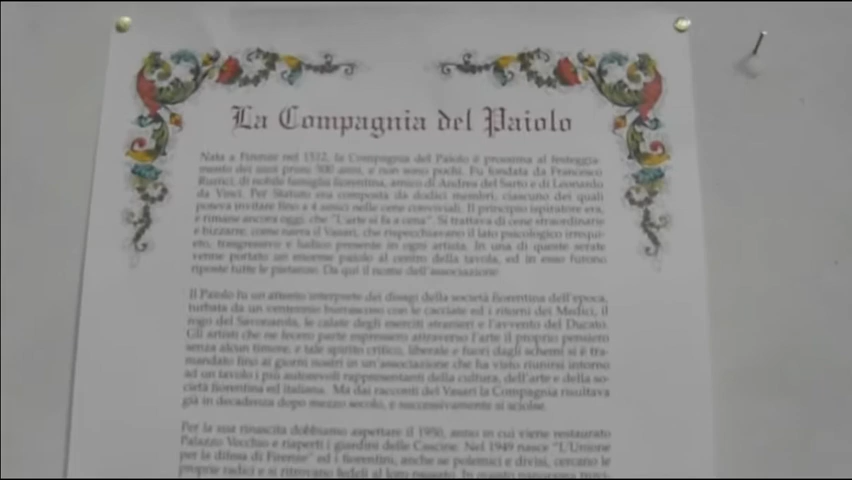 La Compagnia del Paiolo
Nata a Firenze nel 1512, la Compagnia del Paiolo è prossima al festeggia-
mento dei suoi primi 500 anni, e non sono pochi. Fu fondata da Francesco
Rustici, di nobile famiglia fiorentina, amico di Andrea del Sarto e di Leonardo
da Vinci. Per Statuto era composta da dodici membri, ciascuno dei quali
poteva invitare fino a 4 amici nelle cene conviviali. Il principio ispiratore era,
e rimane ancora oggi, che "L'arte si fa a cena". Si trattava di cene straordinarie
e bizzarre, come narra il Vasari, che rispecchiavano il lato psicologico irrequi-
eto, trasgressivo e ludico presente in ogni artista. In una di queste serate
venne portato un enorme paiolo al centro della tavola, ed in esso furono
riposte tutte le pietanze. Da qui il nome dell'associazione.
Il Paiolo fu un attento interprete dei disagi della società fiorentina dell'epoca,
turbata da un ventennio burrascoso con le cacciate ed i ritorni dei Medici, il
rogo del Savonarola, le calate degli eserciti stranieri e l'avvento del Ducato.
Gli artisti che ne fecero parte espressero attraverso l'arte il proprio pensiero
senza alcun timore, e tale spirito critico, liberale e fuori dagli schemi si è tra-
mandato fino ai giorni nostri in un'associazione che ha visto riunirsi intorno
ad un tavolo i più autorevoli rappresentanti della cultura, dell'arte e della so-
cietà fiorentina ed italiana. Ma dai racconti del Vasari la Compagnia risultava
già in decadenza dopo mezzo secolo, e successivamente si sciolse.
Per la sua rinascita dobbiamo aspettare il 1950, anno in cui viene restaurato
Palazzo Vecchio e riaperti i giardini delle Cascine. Nel 1949 nasce "L'Unione
per la difesa di Firenze" ed i fiorentini, anche se polemici e divisi, cercano le
proprie radici e si ritrovano fedeli al loro passato. In questo